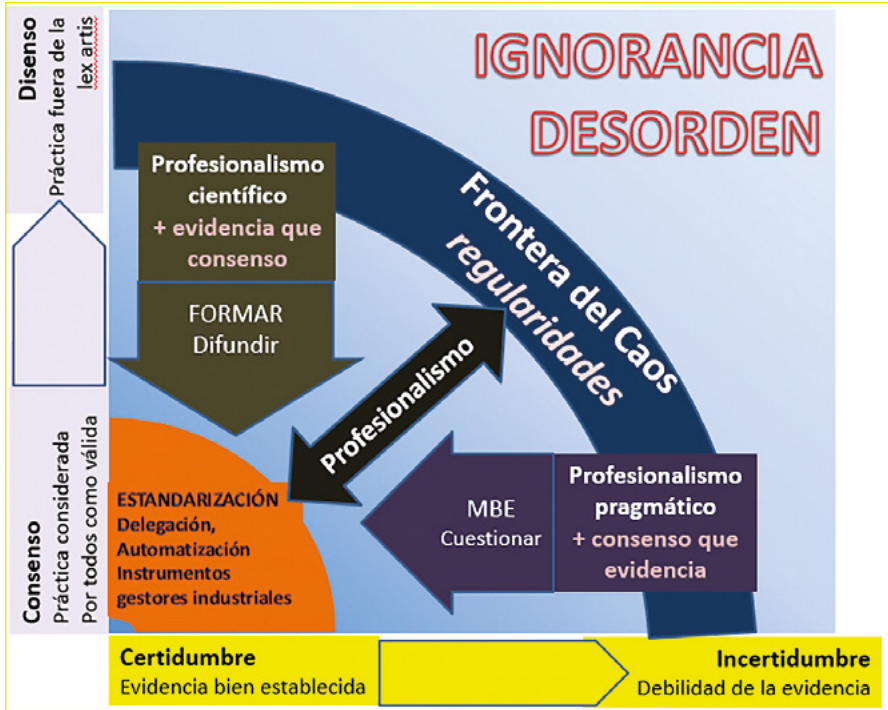 IGNORANCIA
DESORDEN
Disenso
Práctica fuera de la
lex artis
Profesionalismo
científico
+ evidencia que
consenso
FORMAR
Difundir
Frontera del Caos
regularidades
Profesionalismo
Consenso
Práctica considerada
Por todos como válida
ESTANDARIZACIÓN
Delegación,
Automatización
Instrumentos
gestores industriales
MBE
Cuestionar
Profesionalismo
pragmático
+ consenso que
evidencia
Certidumbre
Evidencia bien establecida
Incertidumbre
Debilidad de la evidencia